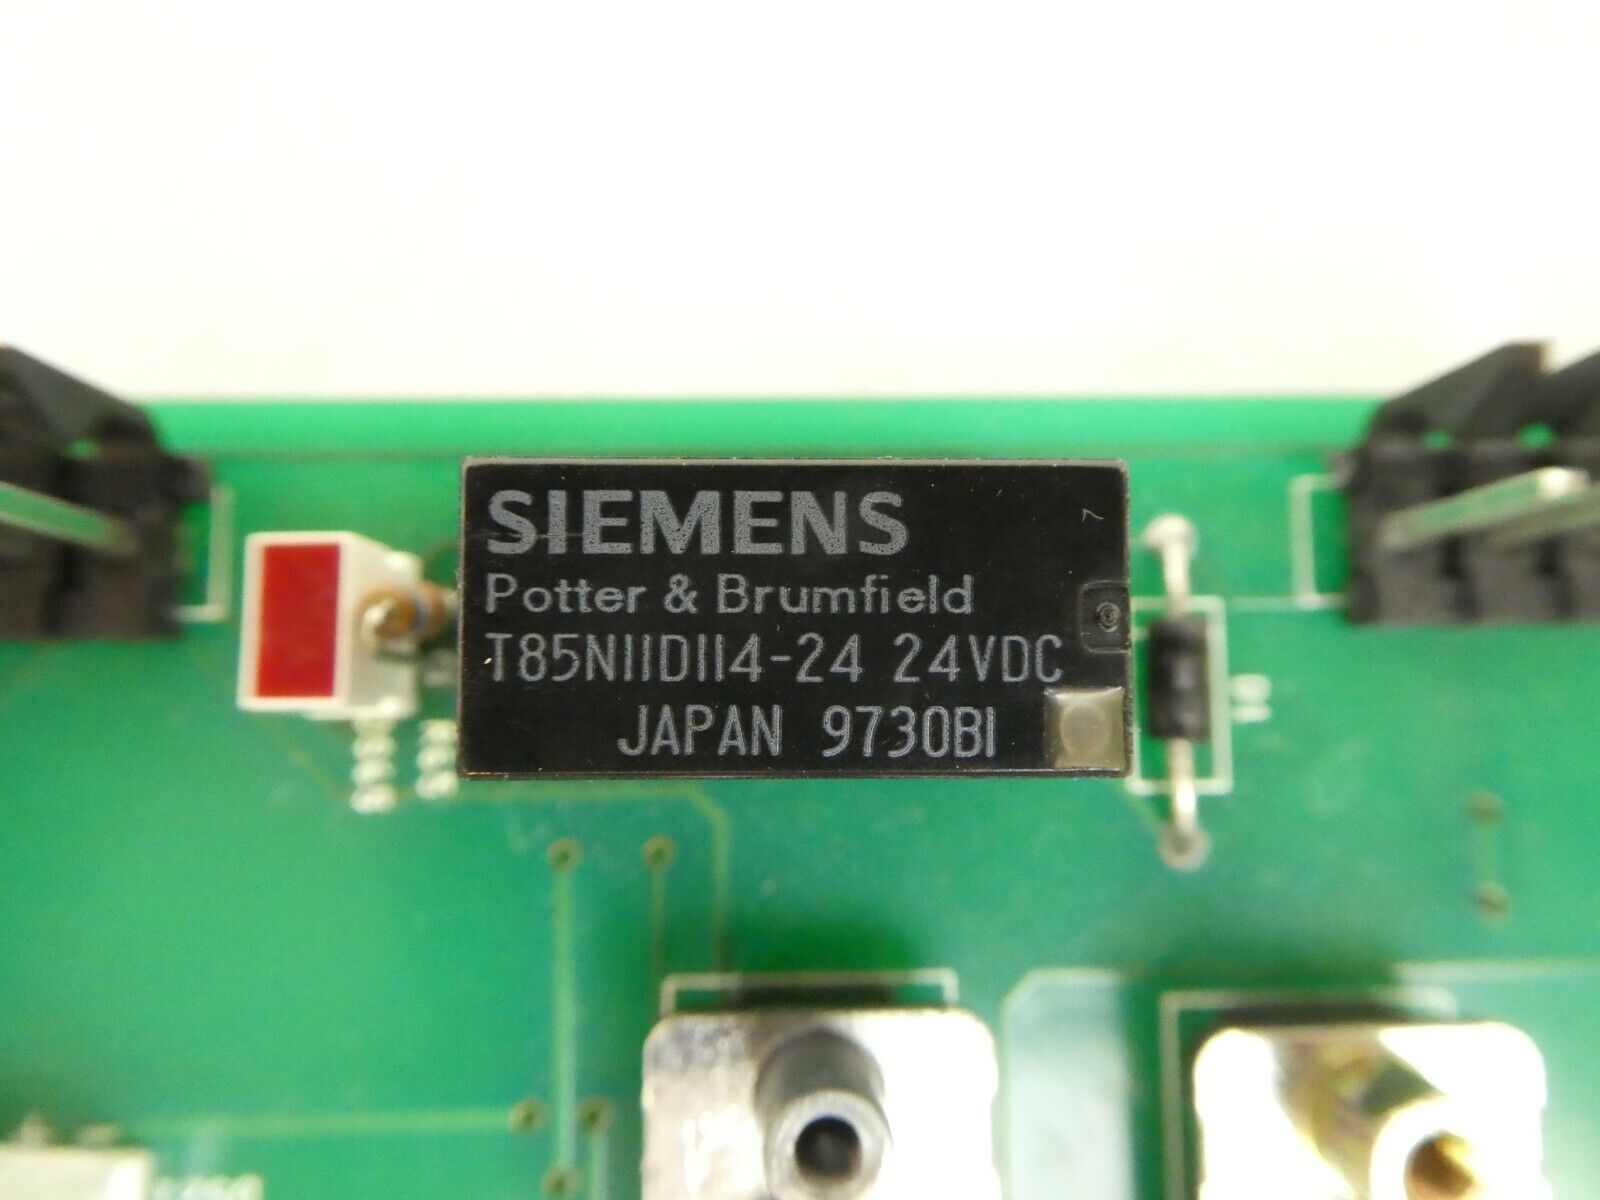 SIEMENS
Potter & Brumfield
T85N11D114-24 24VDC
JAPAN 9730B1